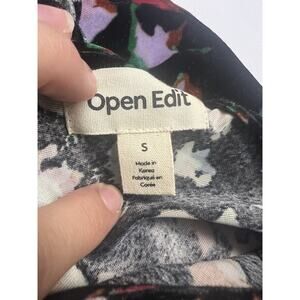 Open Edit
S
Made in
Korea
Fabriqué en
Corée